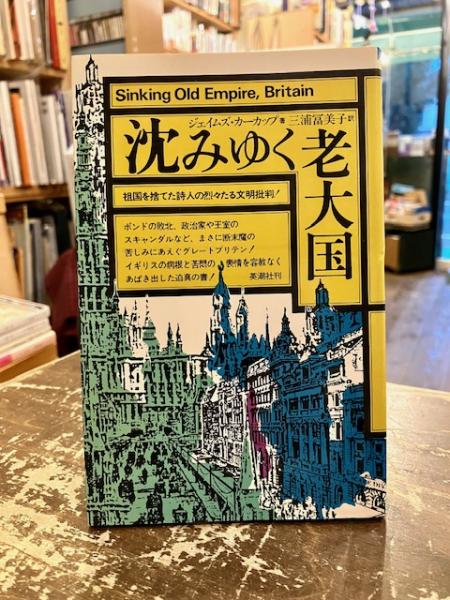 Sinking Old Empire, Britain
ジェイムズ・カーカップ著 三浦冨美子訳
沈みゆく老大国
祖国を捨てた詩人の烈々たる文明批判!
ポンドの敗北、政治家や王室の
スキャンダルなど、まさに断末魔の
苦しみにあえぐグレートブリテン!
イギリスの病根と苦悶の表情を容赦なく
あばき出した迫真の書! 英潮社刊